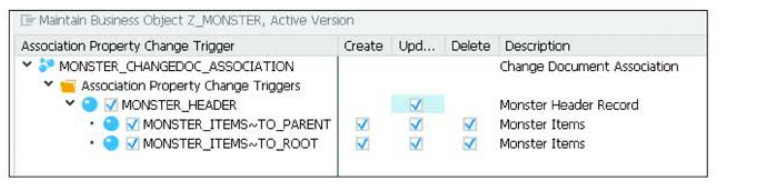 Maintain Business Object Z_MONSTER, Active Version
Association Property Change Trigger Create Upd... Delete Description
MONSTER_CHANGEDOC_ASSOCIATION Change Document Association
Association Property Change Triggers
MONSTER_HEADER Monster Header Record
MONSTER_ITEMS~TO_PARENT Monster Items
MONSTER_ITEMS~TO_ROOT Monster Items